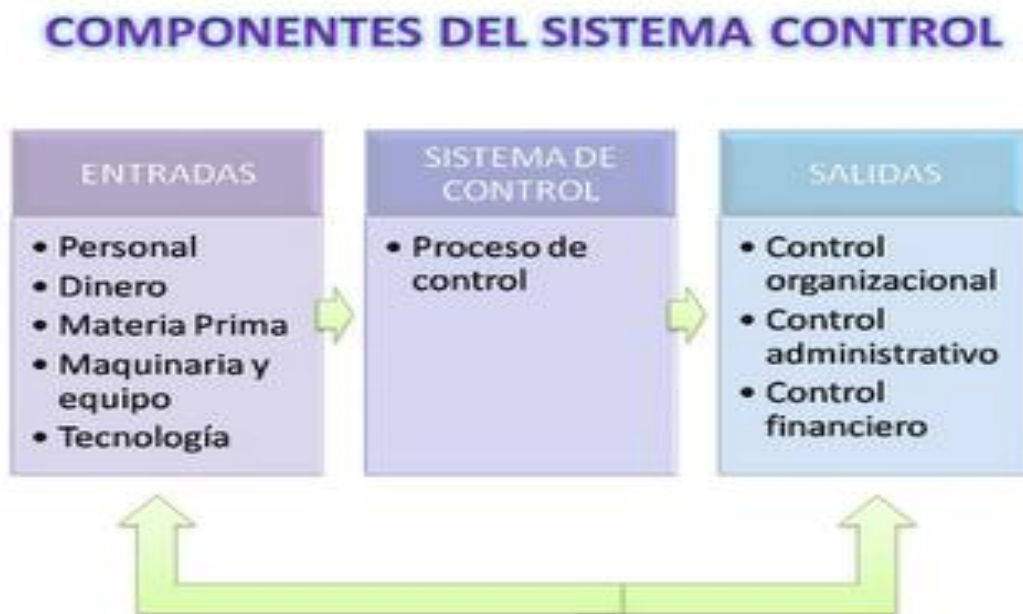 COMPONENTES DEL SISTEMA CONTROL
ENTRADAS
• Personal
• Dinero
• Materia Prima
• Maquinaria y
equipo
• Tecnología
SISTEMA DE
CONTROL
• Proceso de
control
SALIDAS
• Control
organizacional
• Control
administrativo
• Control
financiero